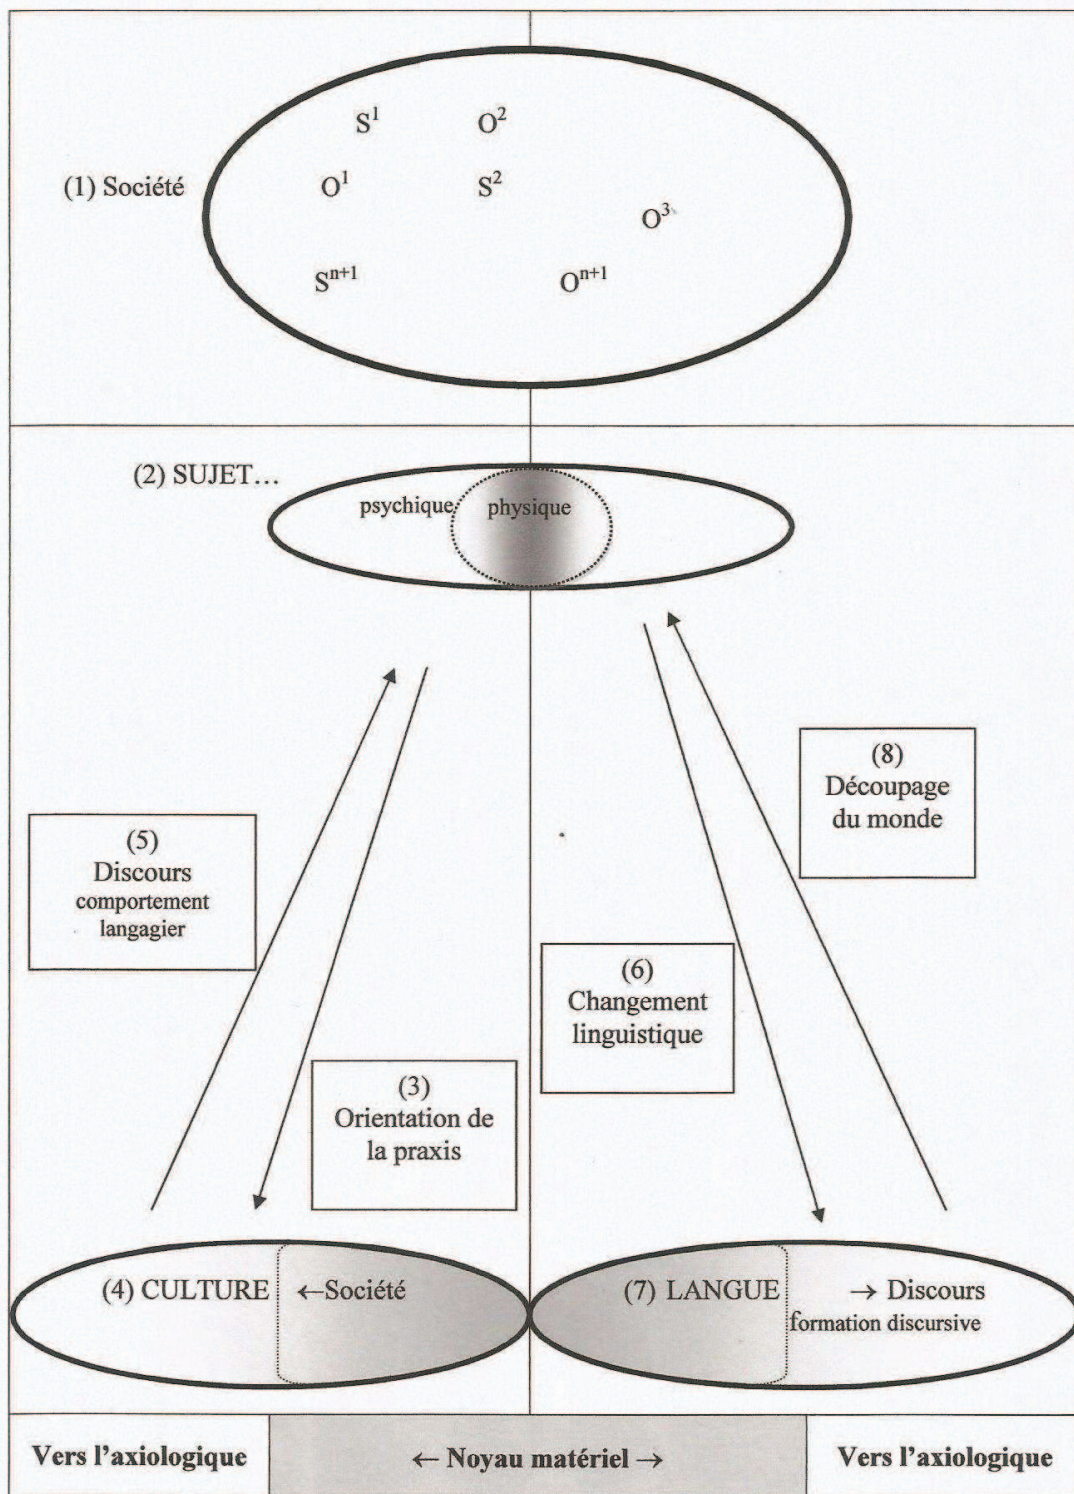 S¹ O²
(1) Société O¹ S²
O³
Sⁿ⁺¹ Oⁿ⁺¹
(2) SUJET…
psychique physique
(8)
Découpage
du monde
(5)
Discours
comportement
langagier
(6)
Changement
linguistique
(3)
Orientation de
la praxis
(4) CULTURE ←Société
(7) LANGUE → Discours
formation discursive
Vers l'axiologique
← Noyau matériel →
Vers l'axiologique